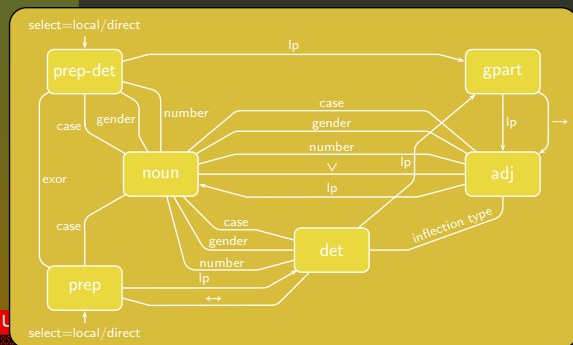 select=local/direct
lp
prep-det
gpart
case
gender
number
case
gender
lp
→
number
lp
∨
noun
adj
exor
lp
case
case
gender
inflection type
det
number
lp
prep
↔
U
select=local/direct